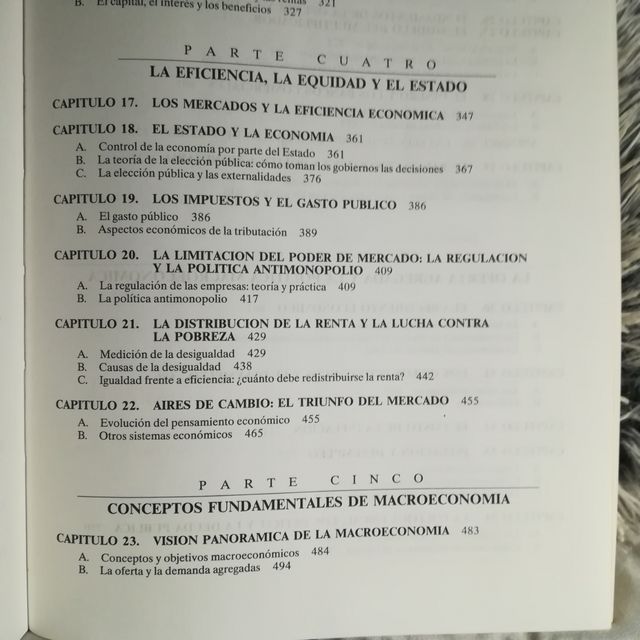 B. El capital, el interés y los beneficios 327
PARTE CUATRO
LA EFICIENCIA, LA EQUIDAD Y EL ESTADO
CAPITULO 17. LOS MERCADOS Y LA EFICIENCIA ECONOMICA 347
CAPITULO 18. EL ESTADO Y LA ECONOMIA 361
A. Control de la economía por parte del Estado 361
B. La teoría de la elección pública: cómo toman los gobiernos las decisiones 367
C. La elección pública y las externalidades 376
CAPITULO 19. LOS IMPUESTOS Y EL GASTO PUBLICO 386
A. El gasto público 386
B. Aspectos económicos de la tributación 389
CAPITULO 20. LA LIMITACION DEL PODER DE MERCADO: LA REGULACION
Y LA POLITICA ANTIMONOPOLIO 409
A. La regulación de las empresas: teoría y práctica 409
B. La política antimonopolio 417
CAPITULO 21. LA DISTRIBUCION DE LA RENTA Y LA LUCHA CONTRA
LA POBREZA 429
A. Medición de la desigualdad 429
B. Causas de la desigualdad 438
C. Igualdad frente a eficiencia: ¿cuánto debe redistribuirse la renta? 442
CAPITULO 22. AIRES DE CAMBIO: EL TRIUNFO DEL MERCADO 455
A. Evolución del pensamiento económico 455
B. Otros sistemas económicos 465
PARTE CINCO
CONCEPTOS FUNDAMENTALES DE MACROECONOMIA
CAPITULO 23. VISION PANORAMICA DE LA MACROECONOMIA 483
A. Conceptos y objetivos macroeconómicos 484
B. La oferta y la demanda agregadas 494